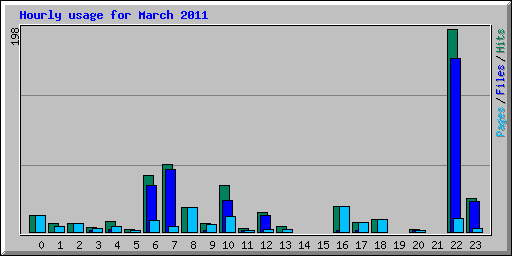 Hourly usage for March 2011
198
Pages/Files/Hits
0 1 2 3 4 5 6 7 8 9 10 11 12 13 14 15 16 17 18 19 20 21 22 23